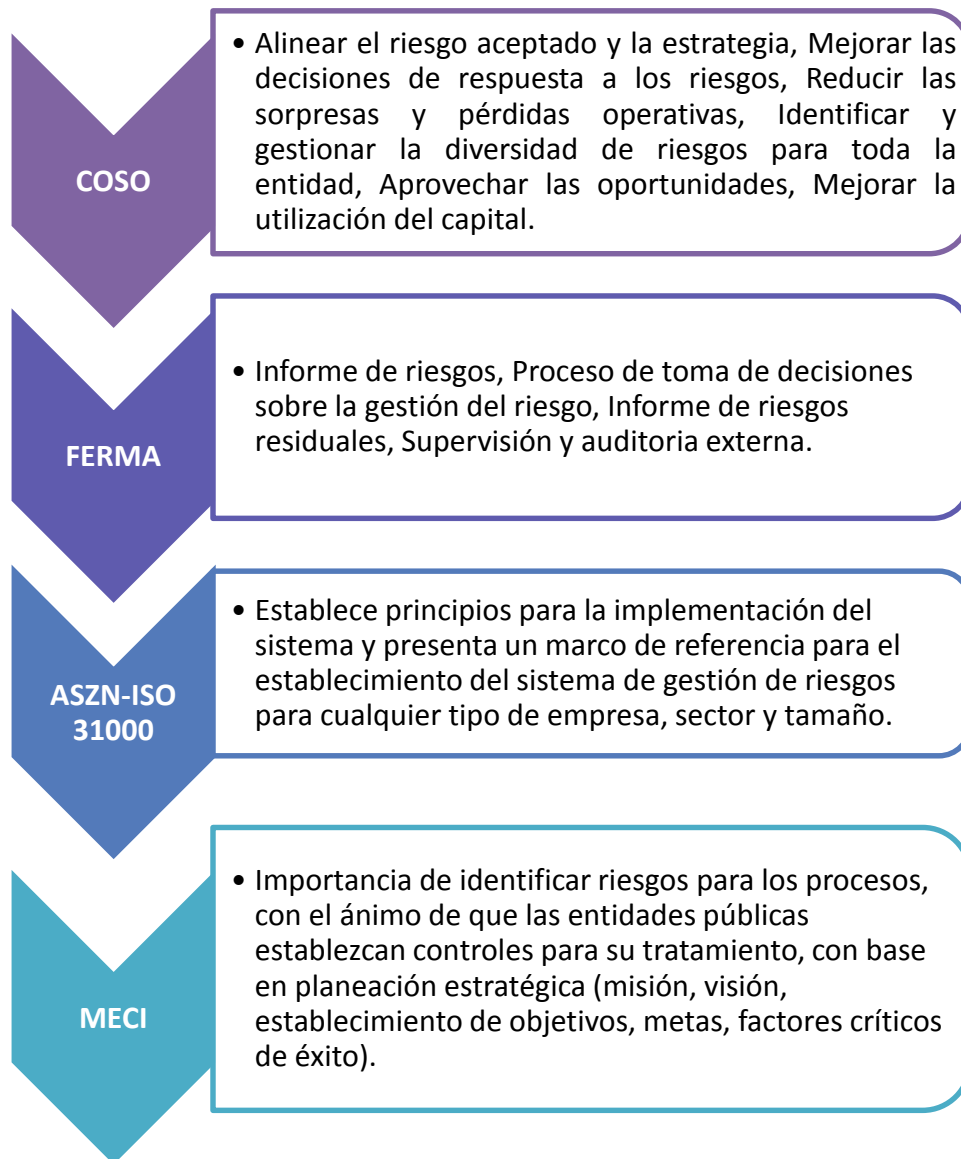 COSO
• Alinear el riesgo aceptado y la estrategia, Mejorar las
decisiones de respuesta a los riesgos, Reducir las
sorpresas y pérdidas operativas, Identificar y
gestionar la diversidad de riesgos para toda la
entidad, Aprovechar las oportunidades, Mejorar la
utilización del capital.
FERMA
• Informe de riesgos, Proceso de toma de decisiones
sobre la gestión del riesgo, Informe de riesgos
residuales, Supervisión y auditoria externa.
ASZN-ISO
31000
• Establece principios para la implementación del
sistema y presenta un marco de referencia para el
establecimiento del sistema de gestión de riesgos
para cualquier tipo de empresa, sector y tamaño.
MECI
• Importancia de identificar riesgos para los procesos,
con el ánimo de que las entidades públicas
establezcan controles para su tratamiento, con base
en planeación estratégica (misión, visión,
establecimiento de objetivos, metas, factores críticos
de éxito).